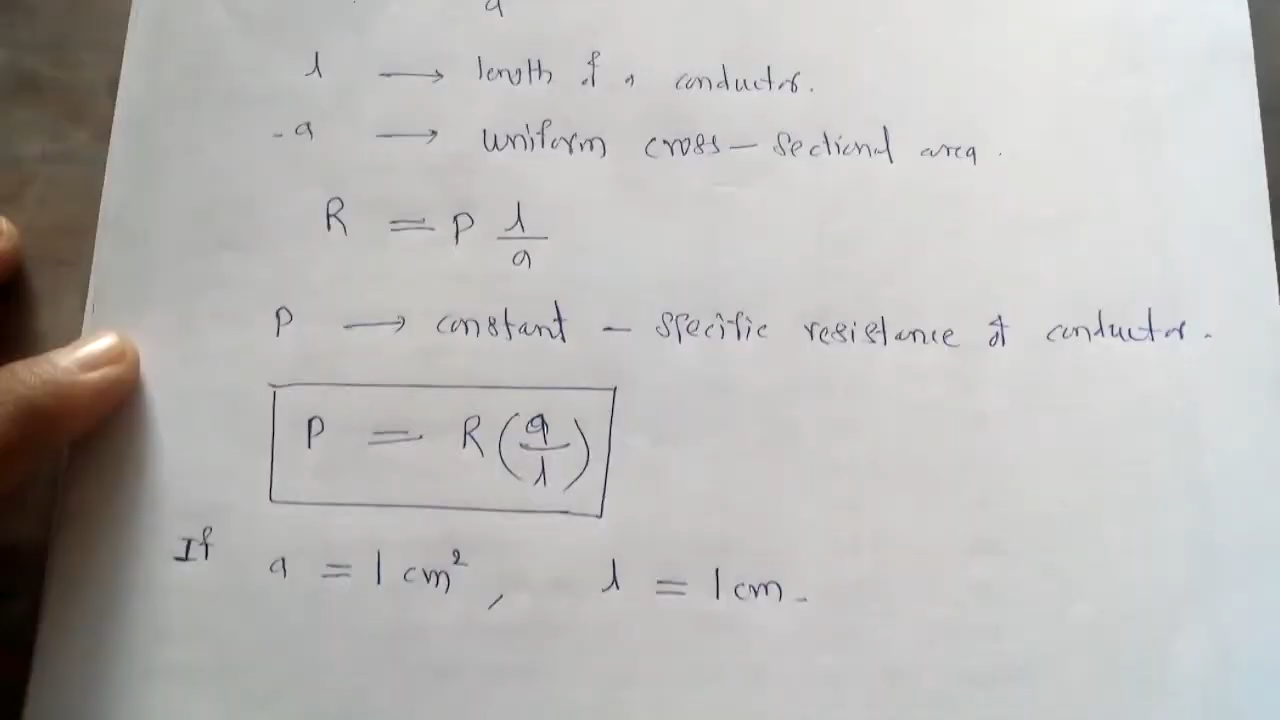 a
l → length of a conductor.
- a → uniform cross - sectional area.
R = ρ l/a
ρ → constant - specific resistance of conductor.
ρ = R (a/l)
If a = 1 cm², l = 1 cm.